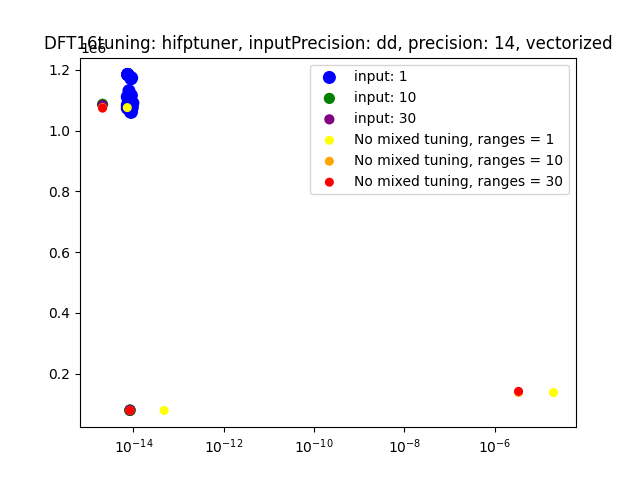 DFT16tuning: hifptuner, inputPrecision: dd, precision: 14, vectorized
1e6
1.2
1.0
0.8
0.6
0.4
0.2
input: 1
input: 10
input: 30
No mixed tuning, ranges = 1
No mixed tuning, ranges = 10
No mixed tuning, ranges = 30
10⁻¹⁴ 10⁻¹² 10⁻¹⁰ 10⁻⁸ 10⁻⁶